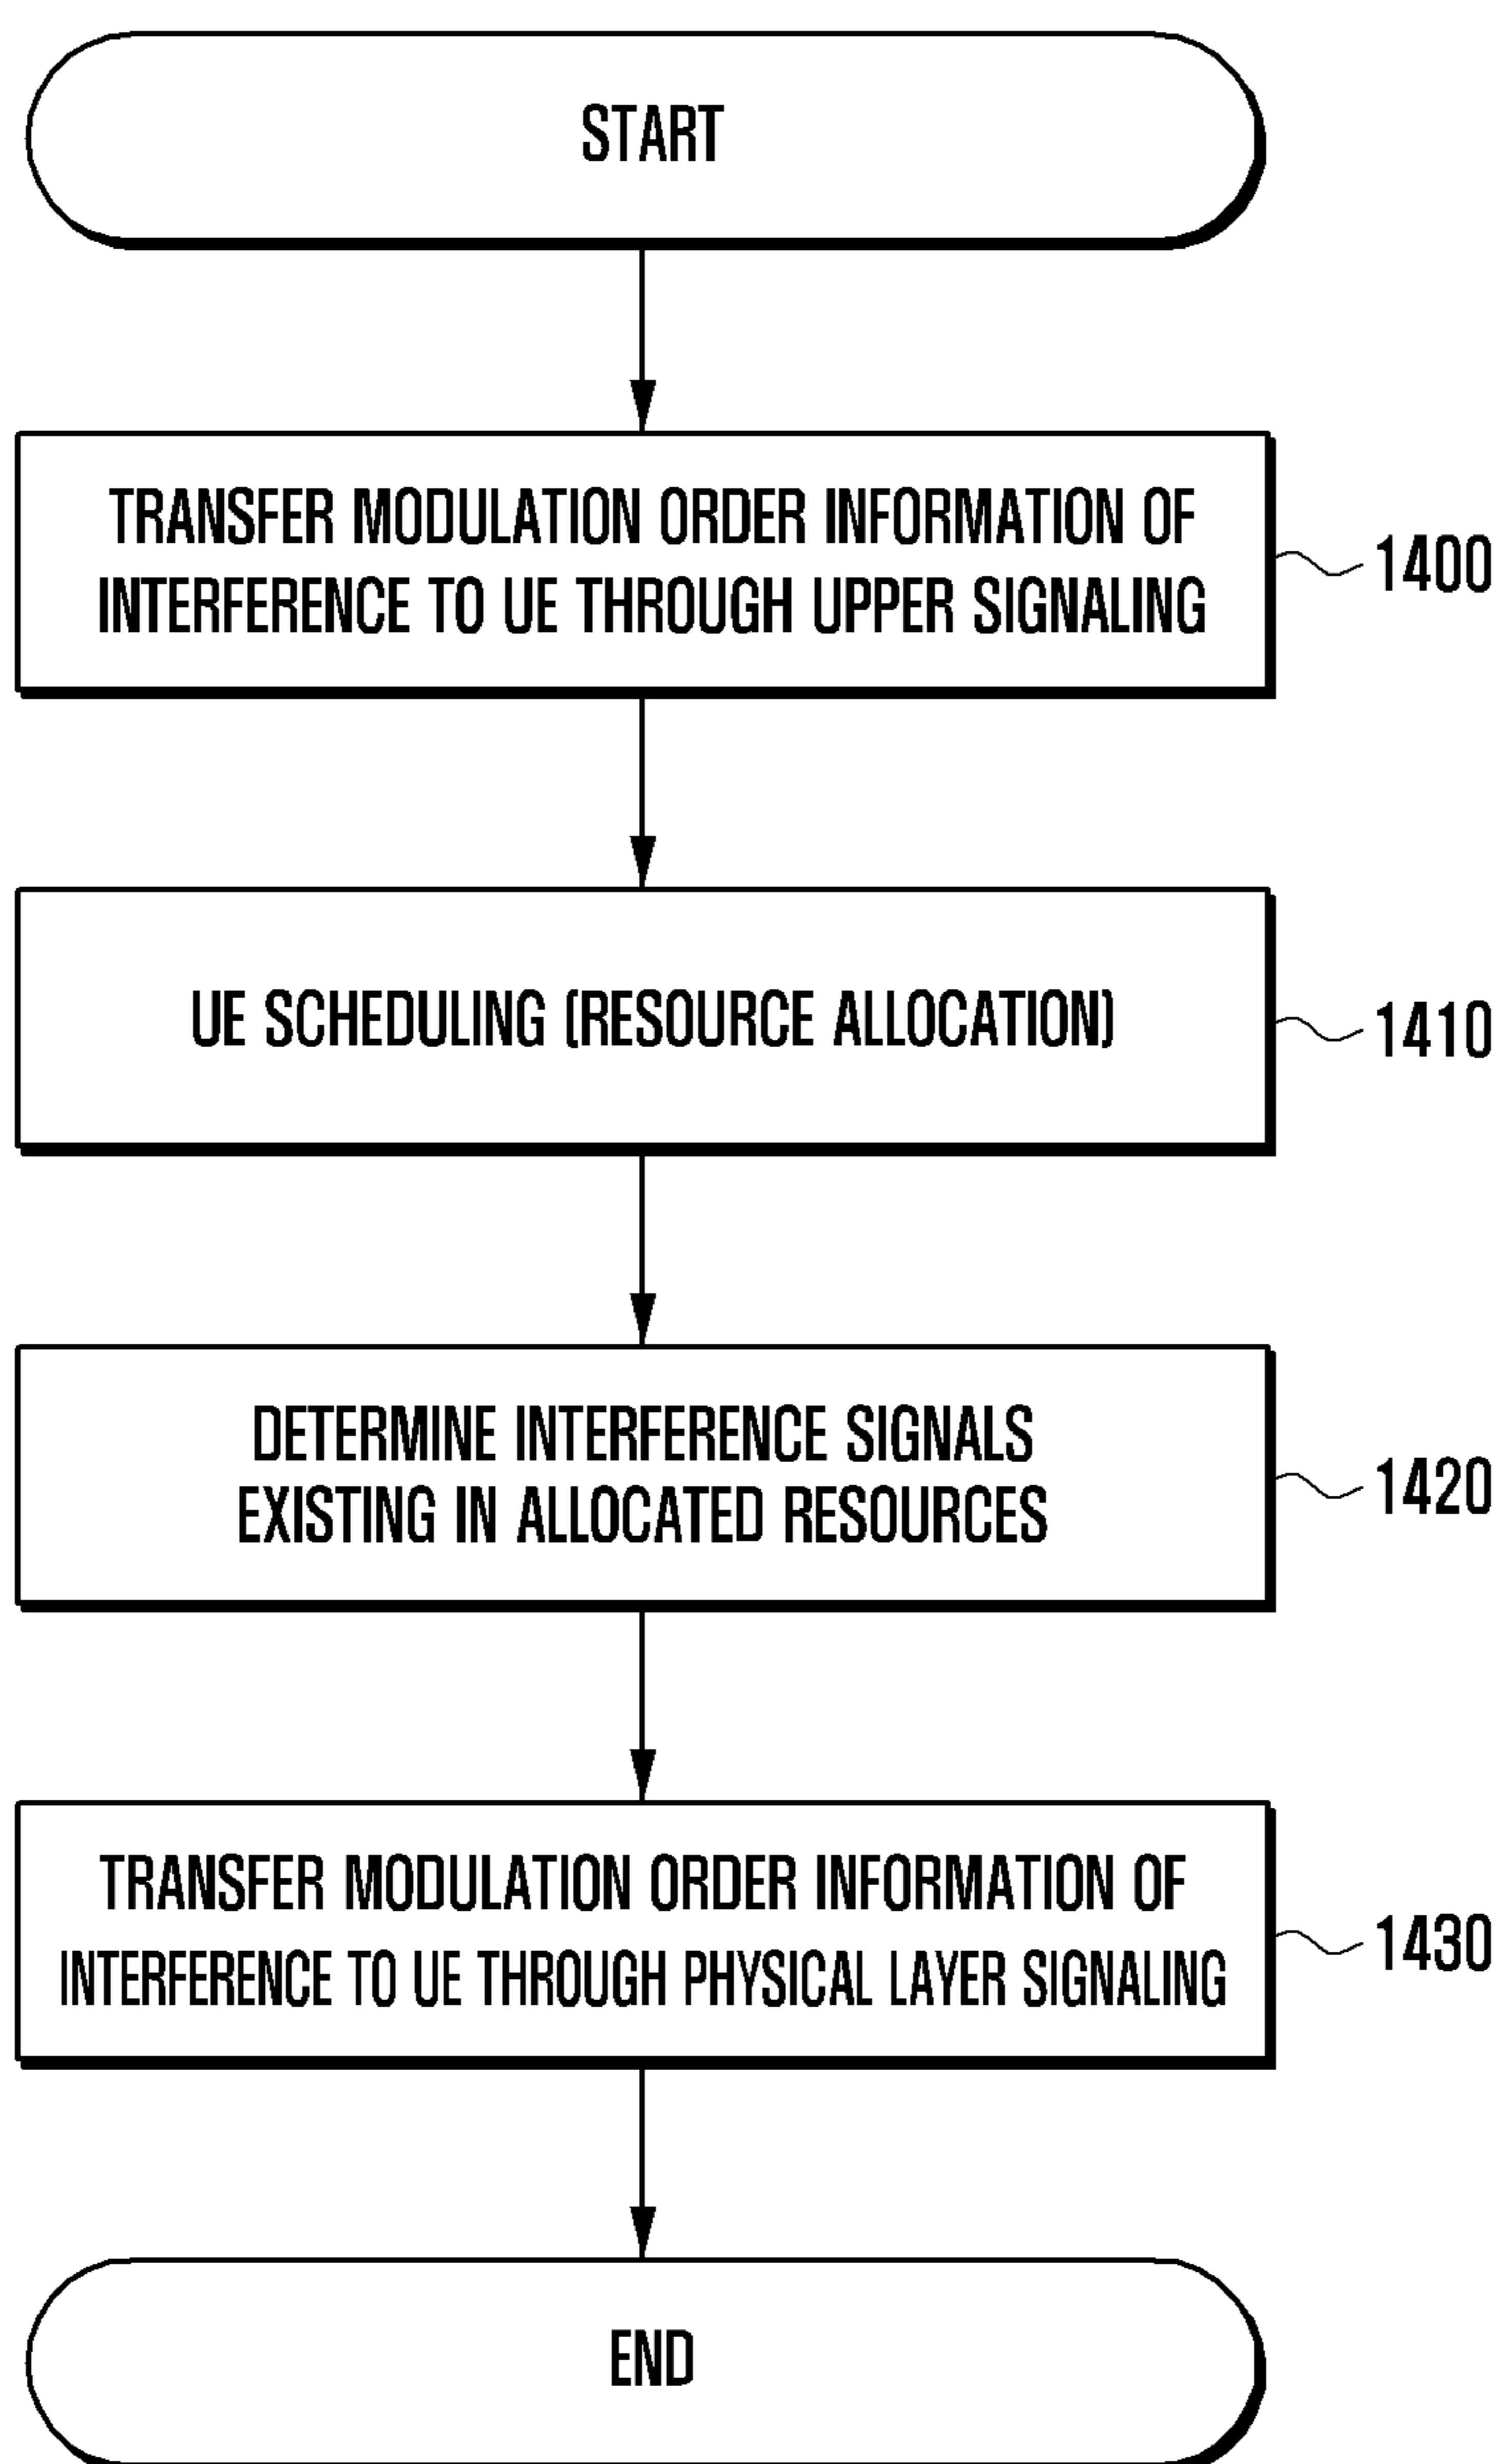 START
TRANSFER MODULATION ORDER INFORMATION OF
INTERFERENCE TO UE THROUGH UPPER SIGNALING
1400
UE SCHEDULING (RESOURCE ALLOCATION)
1410
DETERMINE INTERFERENCE SIGNALS
EXISTING IN ALLOCATED RESOURCES
1420
TRANSFER MODULATION ORDER INFORMATION OF
INTERFERENCE TO UE THROUGH PHYSICAL LAYER SIGNALING
1430
END